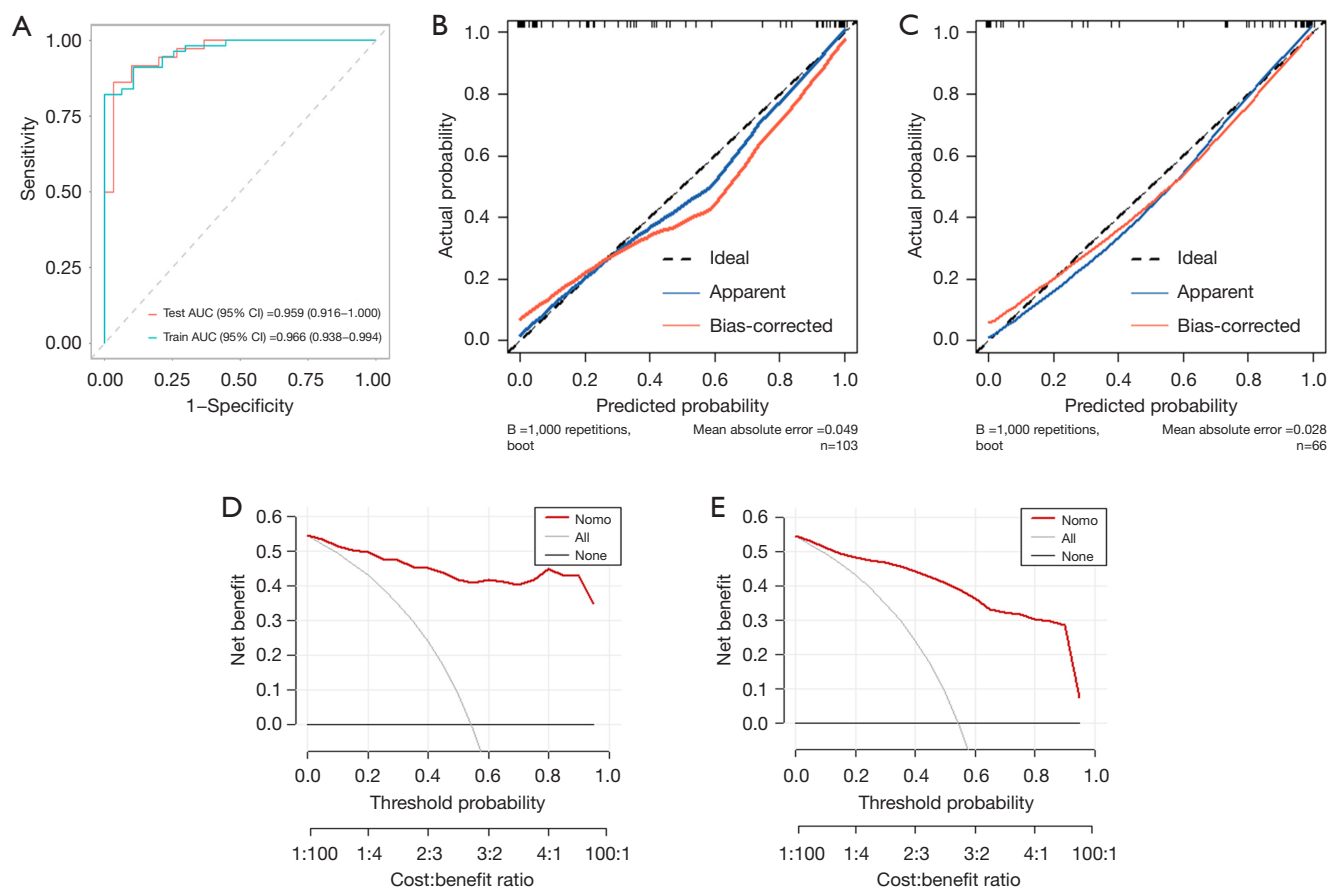 A
1.00
0.75
0.50
0.25
0.00
Sensitivity
Test AUC (95% CI) =0.959 (0.916–1.000)
Train AUC (95% CI) =0.966 (0.938–0.994)
0.00 0.25 0.50 0.75 1.00
1–Specificity
B
1.0
0.8
0.6
0.4
0.2
0.0
Actual probability
Ideal
Apparent
Bias-corrected
0.0 0.2 0.4 0.6 0.8 1.0
Predicted probability
B =1,000 repetitions, Mean absolute error =0.049
boot n=103
C
1.0
0.8
0.6
0.4
0.2
0.0
Actual probability
Ideal
Apparent
Bias-corrected
0.0 0.2 0.4 0.6 0.8 1.0
Predicted probability
B =1,000 repetitions, Mean absolute error =0.028
boot n=66
D
0.6
0.5
0.4
0.3
0.2
0.1
0.0
Net benefit
Nomo
All
None
0.0 0.2 0.4 0.6 0.8 1.0
Threshold probability
1:100 1:4 2:3 3:2 4:1 100:1
Cost:benefit ratio
E
0.6
0.5
0.4
0.3
0.2
0.1
0.0
Net benefit
Nomo
All
None
0.0 0.2 0.4 0.6 0.8 1.0
Threshold probability
1:100 1:4 2:3 3:2 4:1 100:1
Cost:benefit ratio